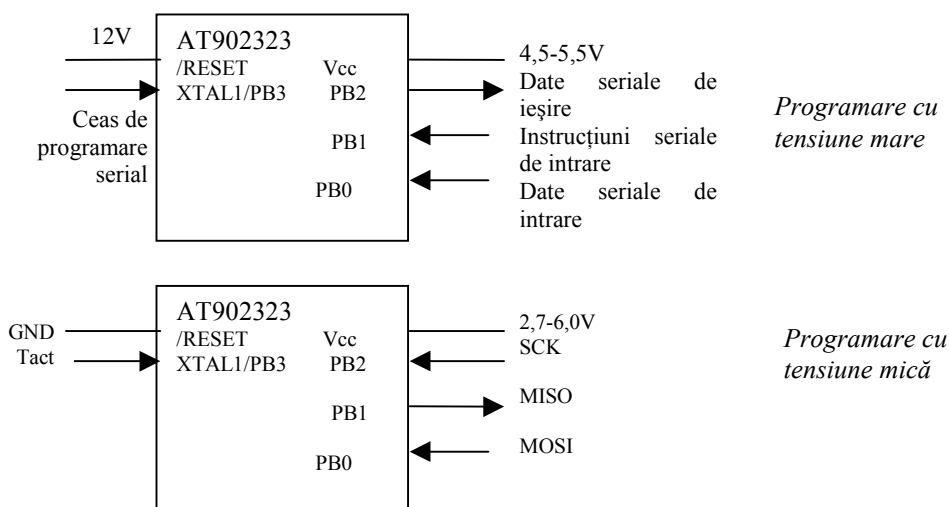 12V
AT902323
/RESET Vcc
XTAL1/PB3 PB2
PB1
PB0
Ceas de
programare
serial
4,5-5,5V
Date seriale de
ieşire
Instrucţiuni seriale
de intrare
Date seriale de
intrare
Programare cu
tensiune mare
GND
Tact
AT902323
/RESET Vcc
XTAL1/PB3 PB2
PB1
PB0
2,7-6,0V
SCK
MISO
MOSI
Programare cu
tensiune mică